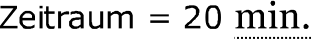 Zeitraum = 20 min.